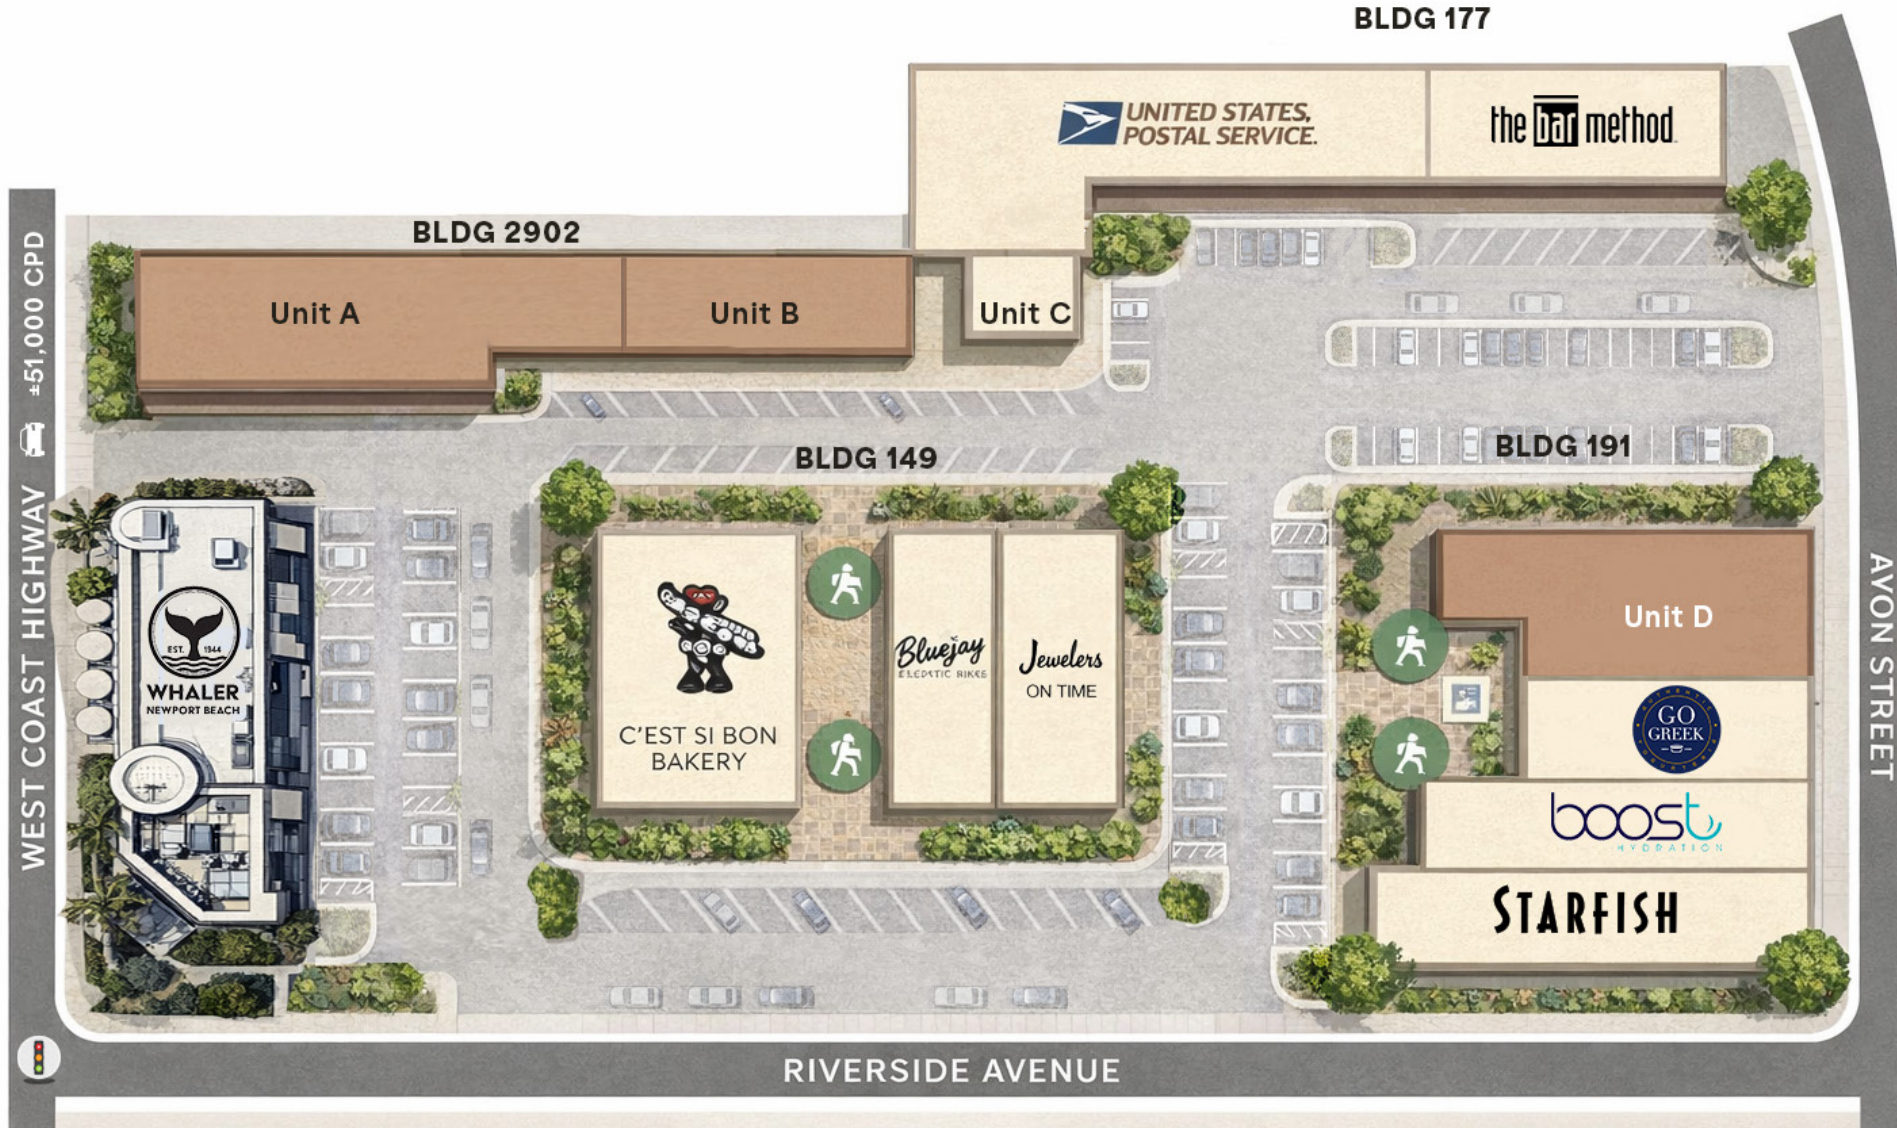 BLDG 177
UNITED STATES
POSTAL SERVICE.
the bar method
BLDG 2902
Unit A
Unit B
Unit C
±51,000 CPD
WEST COAST HIGHWAY
BLDG 149
BLDG 191
EST. 1944
WHALER
NEWPORT BEACH
C'EST SI BON
BAKERY
Bluejay
ELECTRIC BIKES
Jewelers
ON TIME
Unit D
GO
GREEK
boost
HYDRATION
STARFISH
AVON STREET
RIVERSIDE AVENUE